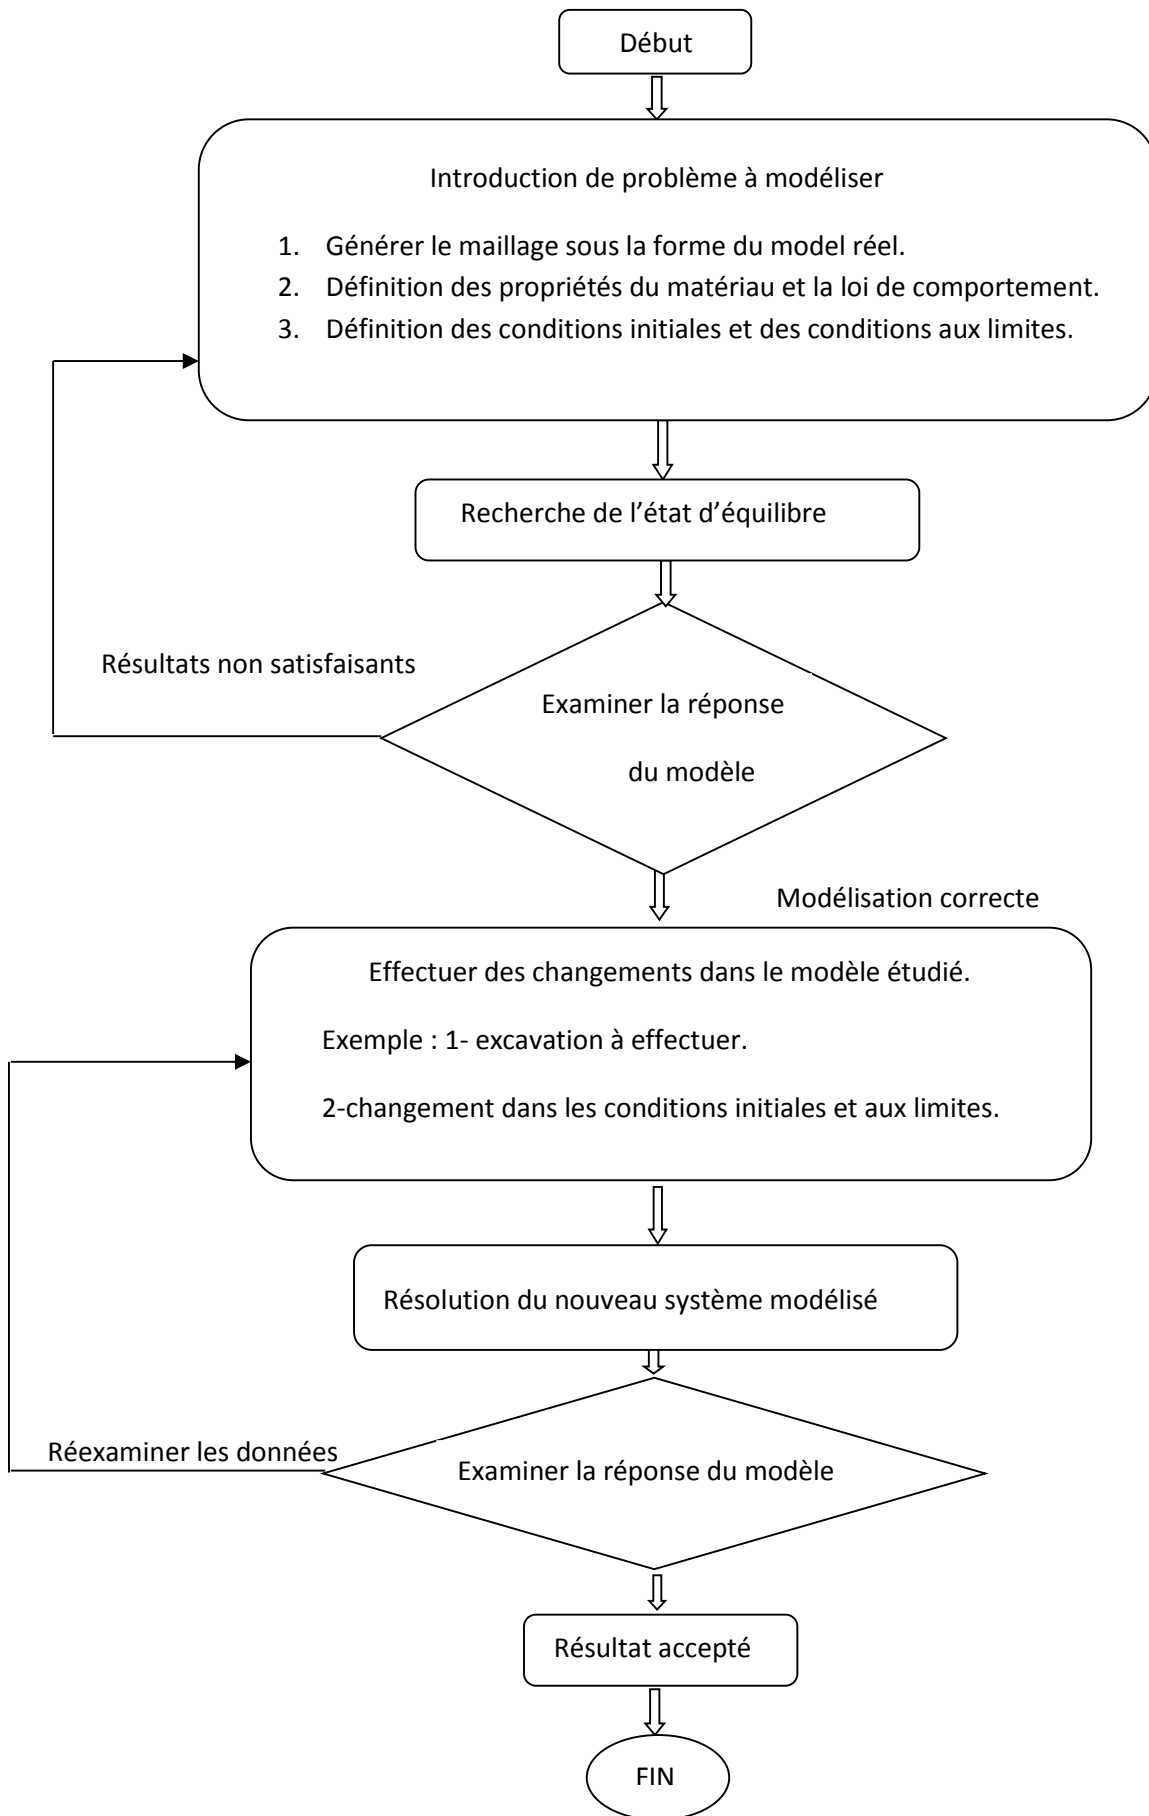 Début
Introduction de problème à modéliser
1. Générer le maillage sous la forme du model réel.
2. Définition des propriétés du matériau et la loi de comportement.
3. Définition des conditions initiales et des conditions aux limites.
Recherche de l’état d’équilibre
Résultats non satisfaisants
Examiner la réponse
du modèle
Modélisation correcte
Effectuer des changements dans le modèle étudié.
Exemple : 1- excavation à effectuer.
2-changement dans les conditions initiales et aux limites.
Résolution du nouveau système modélisé
Réexaminer les données
Examiner la réponse du modèle
Résultat accepté
FIN